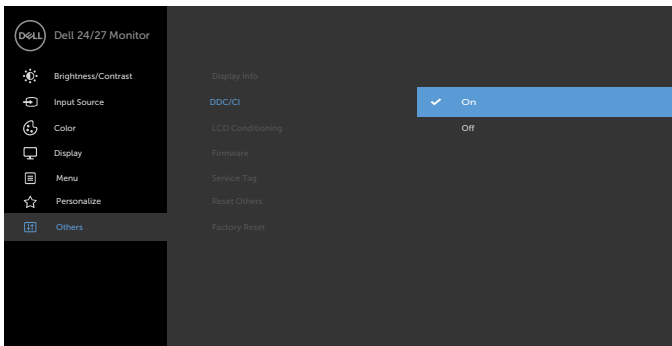 DELL Dell 24/27 Monitor
Brightness/Contrast
Display Info
Input Source
DDC/CI
On
Color
LCD Conditioning
Off
Display
Firmware
Menu
Service Tag
Personalize
Reset Others
Others
Factory Reset